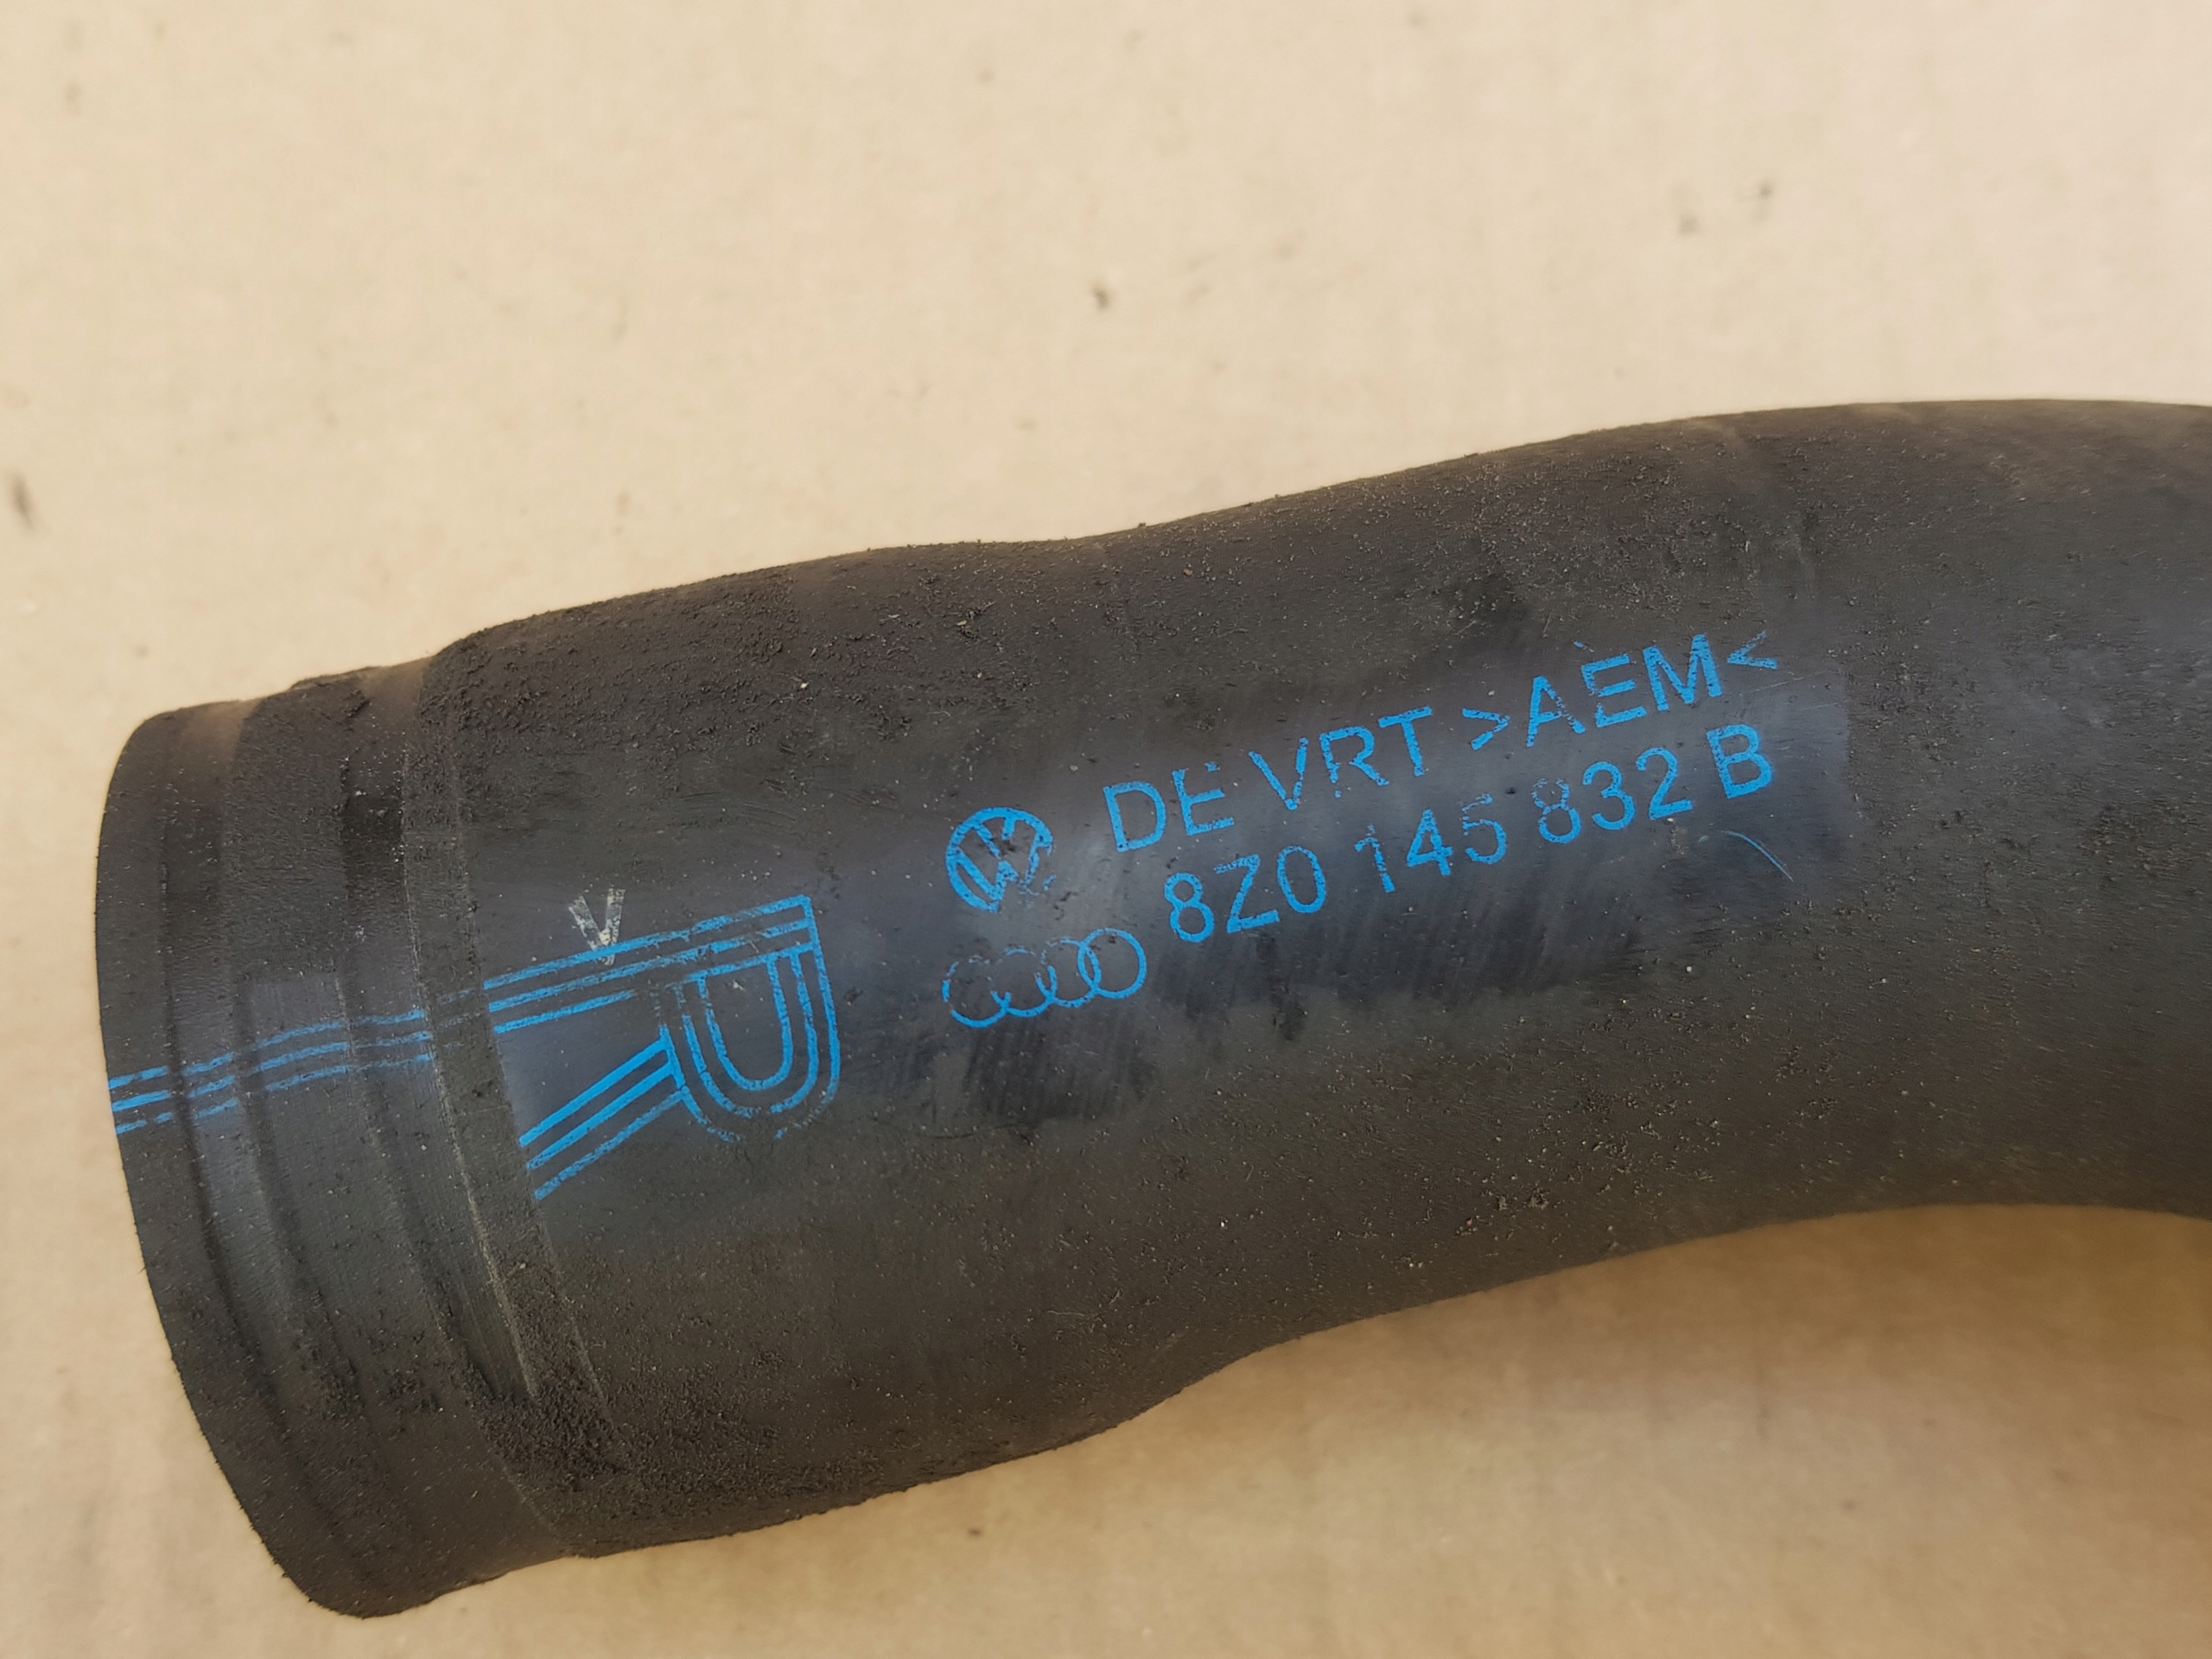 V
DE VRT >AEM<
8Z0 145 832 B